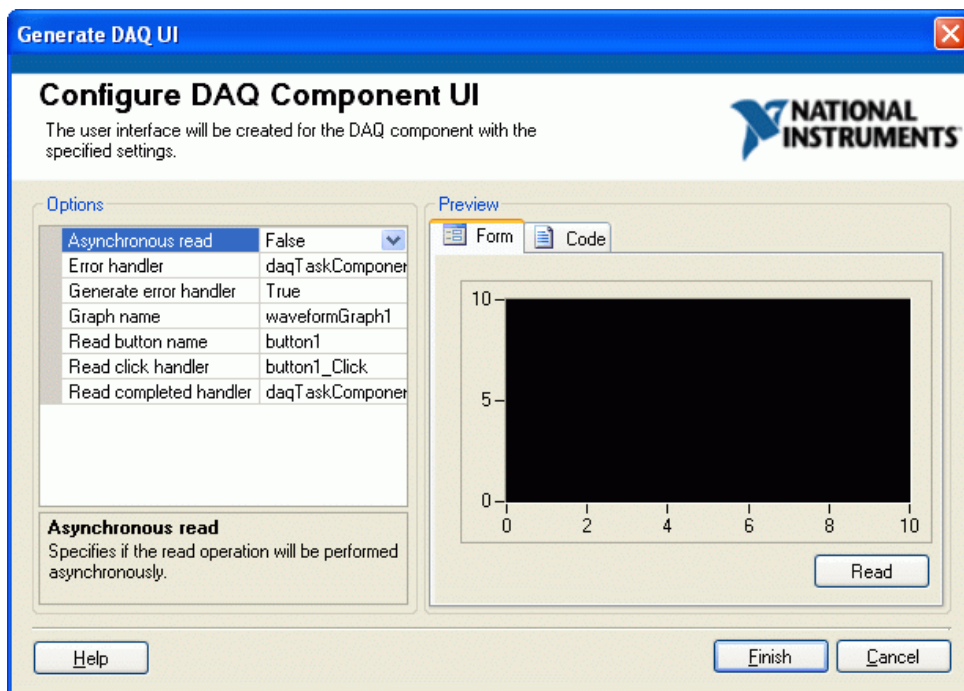 Generate DAQ UI
Configure DAQ Component UI
The user interface will be created for the DAQ component with the
specified settings.
NATIONAL
INSTRUMENTS
Options
Asynchronous read False
Error handler daqTaskComponer
Generate error handler True
Graph name waveformGraph1
Read button name button1
Read click handler button1_Click
Read completed handler daqTaskComponer
Asynchronous read
Specifies if the read operation will be performed
asynchronously.
Preview
Form Code
10
5
0
0 2 4 6 8 10
Read
Help Finish Cancel